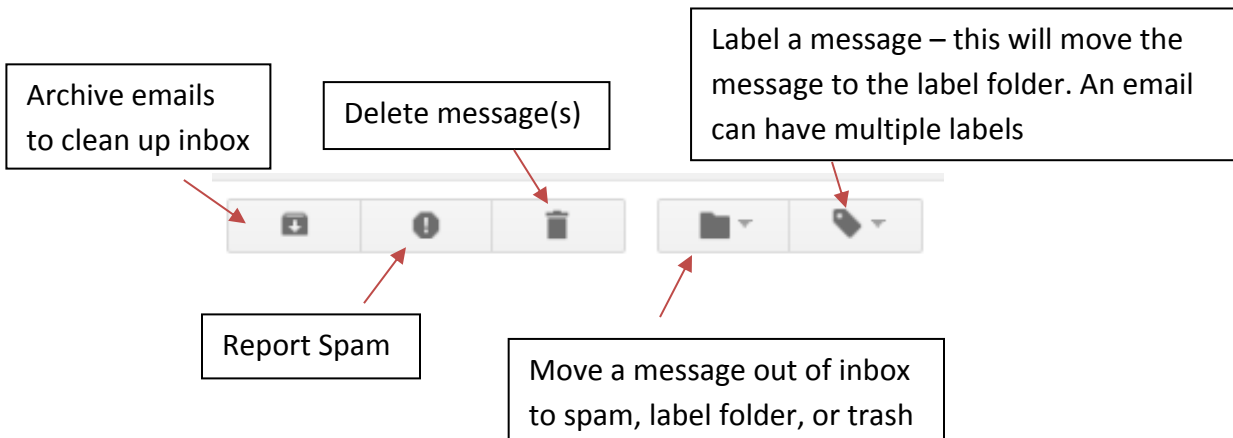 Label a message – this will move the
message to the label folder. An email
can have multiple labels
Archive emails
to clean up inbox
Delete message(s)
Report Spam
Move a message out of inbox
to spam, label folder, or trash